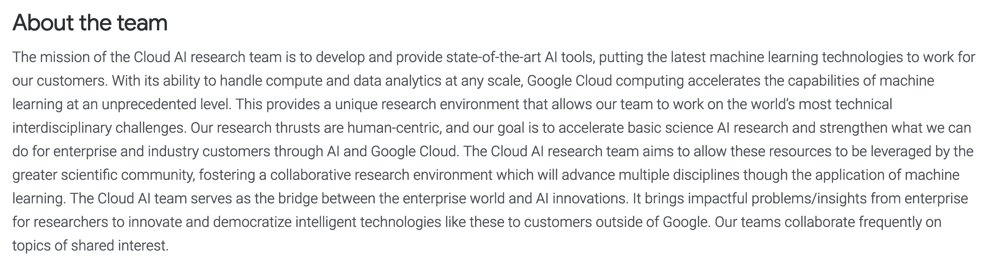 About the team
The mission of the Cloud AI research team is to develop and provide state-of-the-art AI tools, putting the latest machine learning technologies to work for
our customers. With its ability to handle compute and data analytics at any scale, Google Cloud computing accelerates the capabilities of machine
learning at an unprecedented level. This provides a unique research environment that allows our team to work on the world’s most technical
interdisciplinary challenges. Our research thrusts are human-centric, and our goal is to accelerate basic science AI research and strengthen what we can
do for enterprise and industry customers through AI and Google Cloud. The Cloud AI research team aims to allow these resources to be leveraged by the
greater scientific community, fostering a collaborative research environment which will advance multiple disciplines though the application of machine
learning. The Cloud AI team serves as the bridge between the enterprise world and AI innovations. It brings impactful problems/insights from enterprise
for researchers to innovate and democratize intelligent technologies like these to customers outside of Google. Our teams collaborate frequently on
topics of shared interest.